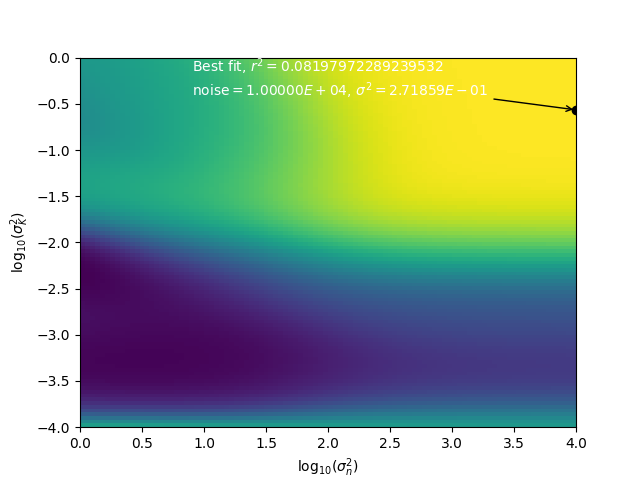 Best fit, r² = 0.08197972289239532
noise = 1.00000E + 04, σ² = 2.71859E − 01
0.0
−0.5
−1.0
−1.5
−2.0
−2.5
−3.0
−3.5
−4.0
log₁₀(σ²_K)
0.0 0.5 1.0 1.5 2.0 2.5 3.0 3.5 4.0
log₁₀(σ²_n)